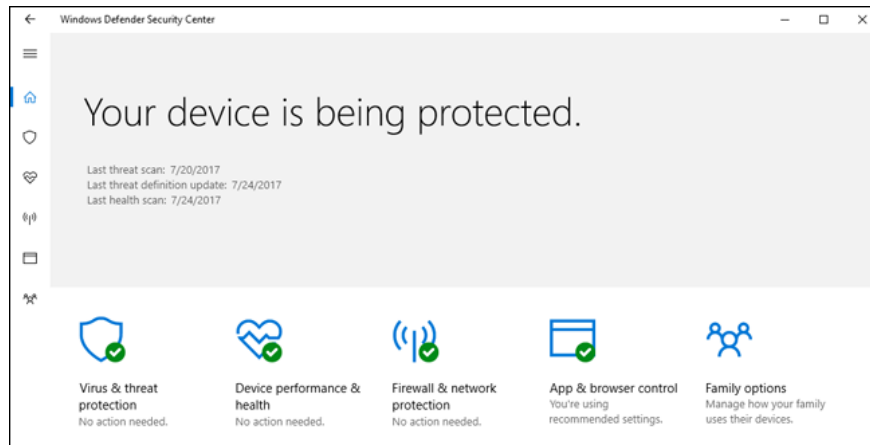 Windows Defender Security Center
Your device is being protected.
Last threat scan: 7/20/2017
Last threat definition update: 7/24/2017
Last health scan: 7/24/2017
Virus & threat
protection
No action needed.
Device performance &
health
No action needed.
Firewall & network
protection
No action needed.
App & browser control
You're using
recommended settings.
Family options
Manage how your family
uses their devices.